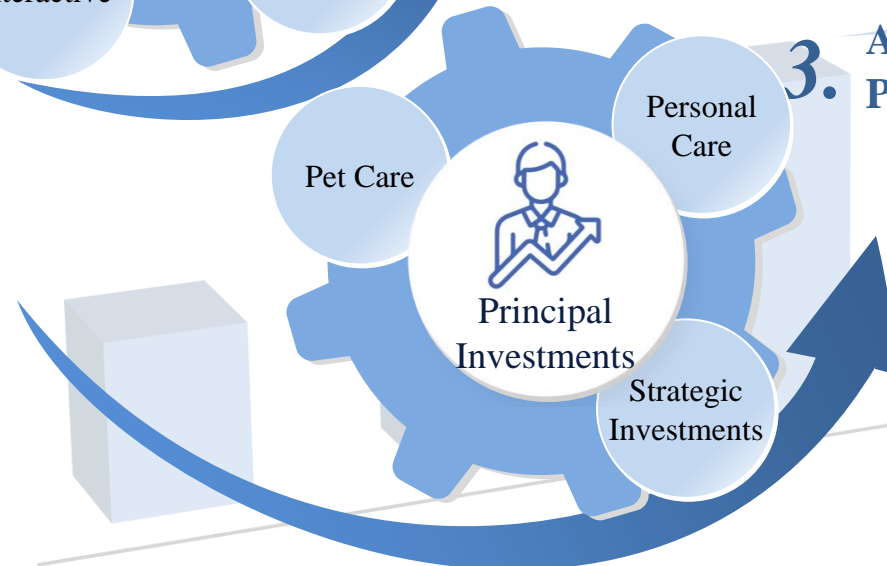 3.
Personal
Care
Pet Care
Principal
Investments
Strategic
Investments